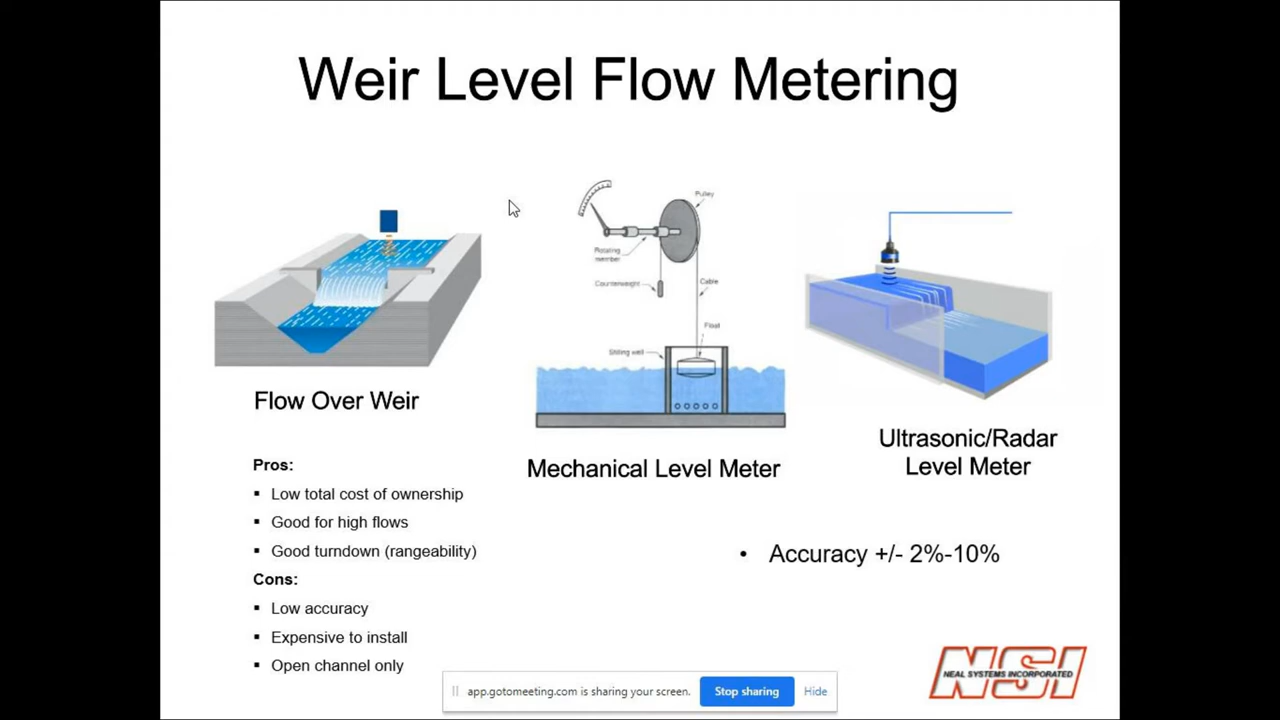 Weir Level Flow Metering
Pulley
Rotating
member
Counterweight
Cable
Float
Stilling well
Flow Over Weir
Mechanical Level Meter
Ultrasonic/Radar
Level Meter
Pros:
▪ Low total cost of ownership
▪ Good for high flows
▪ Good turndown (rangeability)
Cons:
▪ Low accuracy
▪ Expensive to install
▪ Open channel only
• Accuracy +/- 2%-10%
NSI
NEAL SYSTEMS INCORPORATED
app.gotomeeting.com is sharing your screen. Stop sharing Hide